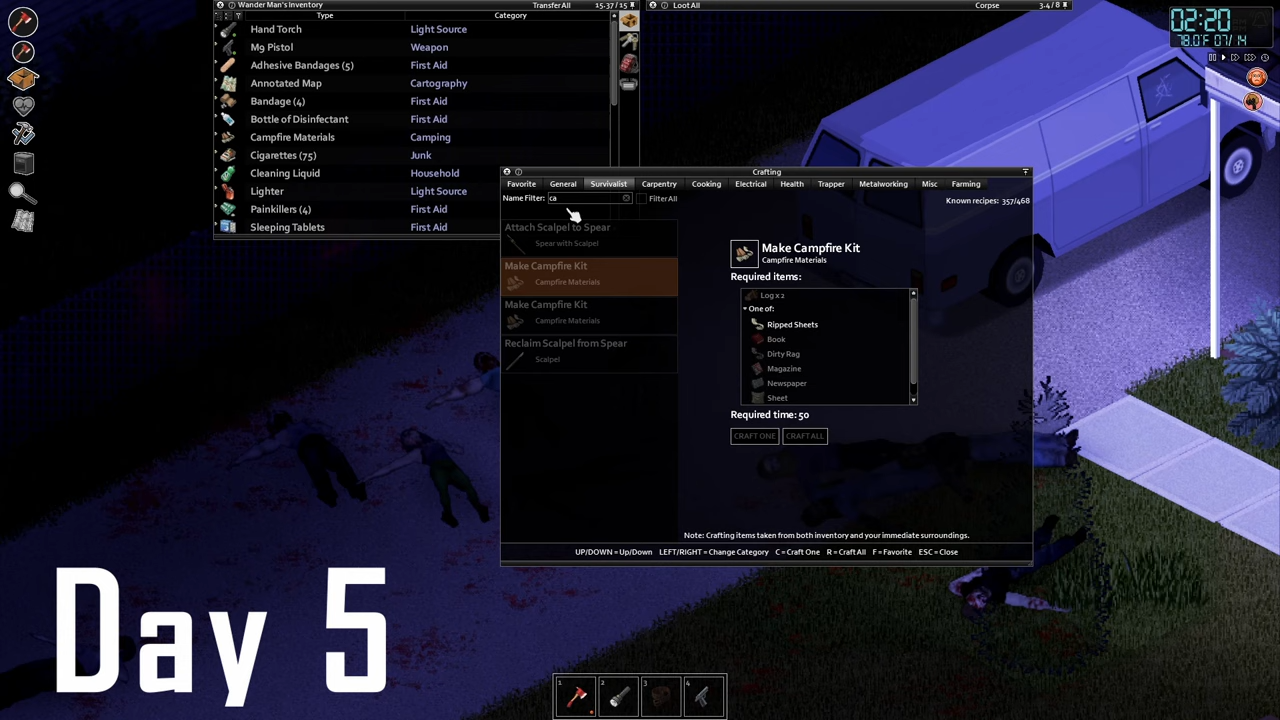 Wander Man's Inventory Transfer All 15.37 / 15
Type Category
Hand Torch Light Source
M9 Pistol Weapon
Adhesive Bandages (5) First Aid
Annotated Map Cartography
Bandage (4) First Aid
Bottle of Disinfectant First Aid
Campfire Materials Camping
Cigarettes (75) Junk
Cleaning Liquid Household
Lighter Light Source
Painkillers (4) First Aid
Sleeping Tablets First Aid
Loot All Corpse 3.4 / 8
02:20
78.0°F 07/14
Crafting
Favorite General Survivalist Carpentry Cooking Electrical Health Trapper Metalworking Misc Farming
Name Filter: ca Filter All
Known recipes: 357/468
Attach Scalpel to Spear
Spear with Scalpel
Make Campfire Kit
Campfire Materials
Make Campfire Kit
Campfire Materials
Reclaim Scalpel from Spear
Scalpel
Make Campfire Kit
Campfire Materials
Required items:
Log x 2
One of:
Ripped Sheets
Book
Dirty Rag
Magazine
Newspaper
Sheet
Required time: 50
CRAFT ONE CRAFT ALL
Note: Crafting items taken from both inventory and your immediate surroundings.
UP/DOWN = Up/Down LEFT/RIGHT = Change Category C = Craft One R = Craft All F = Favorite ESC = Close
Day 5
1 2 3 4